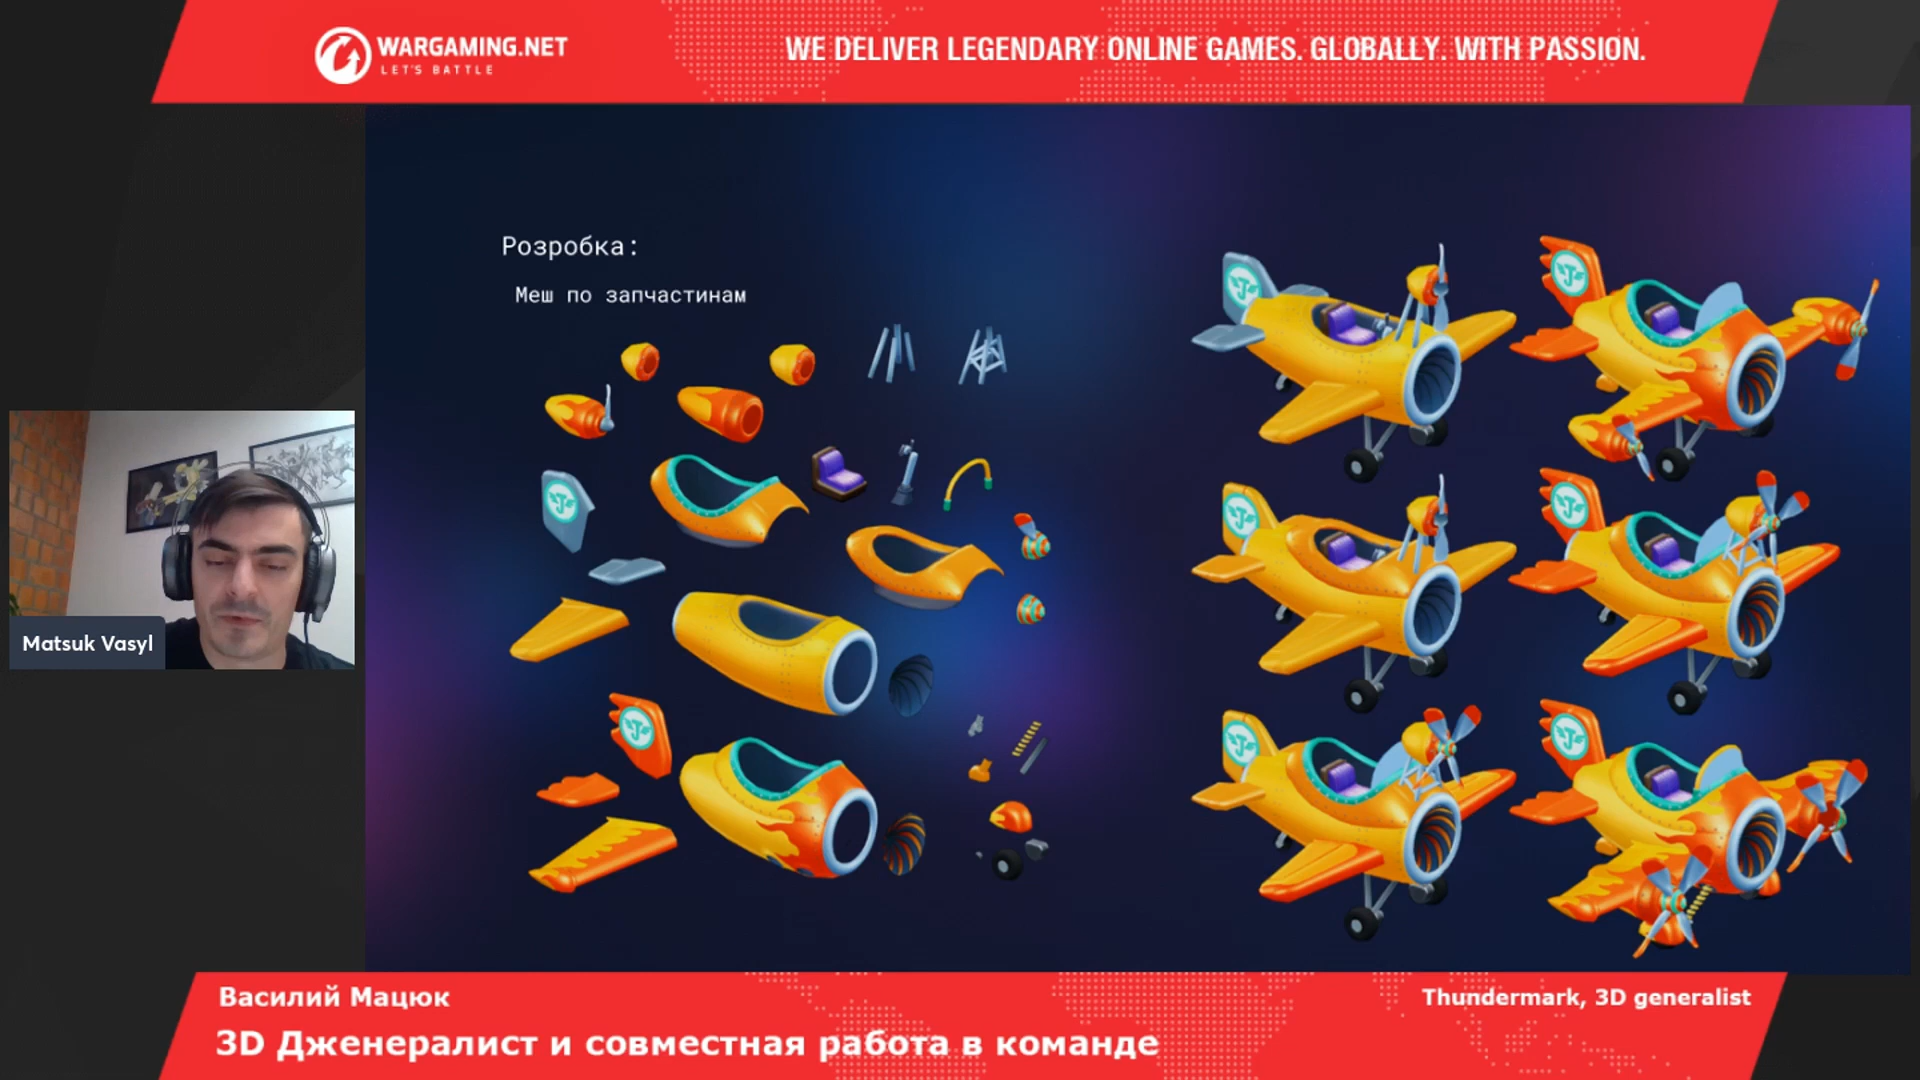 WARGAMING.NET
LET'S BATTLE
WE DELIVER LEGENDARY ONLINE GAMES. GLOBALLY. WITH PASSION.
Розробка:
Меш по запчастинам
Matsuk Vasyl
Василий Мацюк
Thundermark, 3D generalist
3D Дженералист и совместная работа в команде